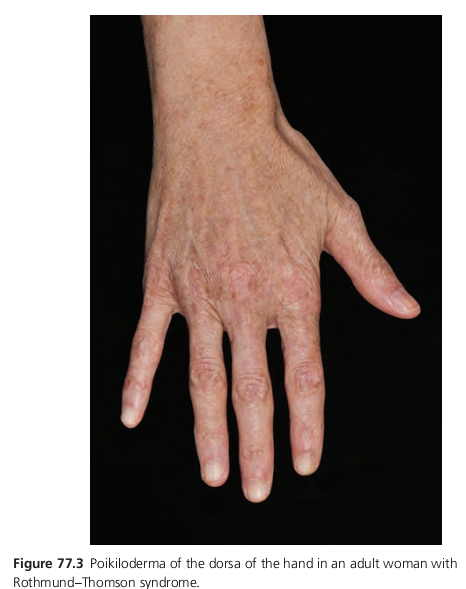 Figure 77.3 Poikiloderma of the dorsa of the hand in an adult woman with
Rothmund–Thomson syndrome.